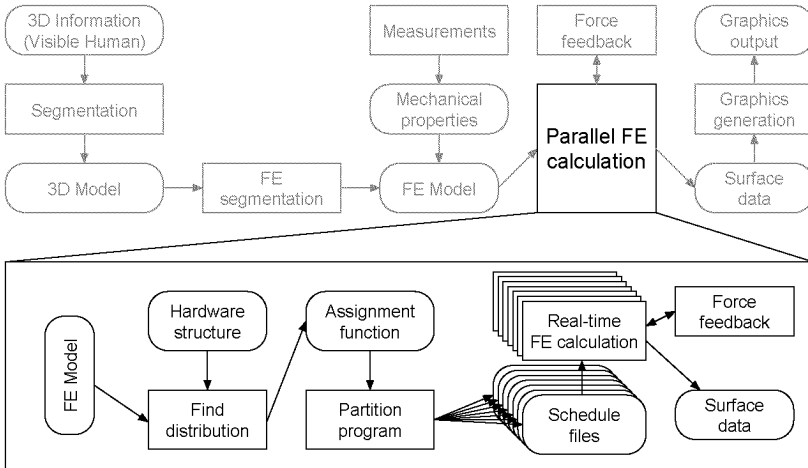 3D Information
(Visible Human)
Measurements
Force
feedback
Graphics
output
Segmentation
Mechanical
properties
Graphics
generation
Parallel FE
calculation
3D Model
FE
segmentation
FE Model
Surface
data
Hardware
structure
Assignment
function
Real-time
FE calculation
Force
feedback
FE Model
Find
distribution
Partition
program
Schedule
files
Surface
data